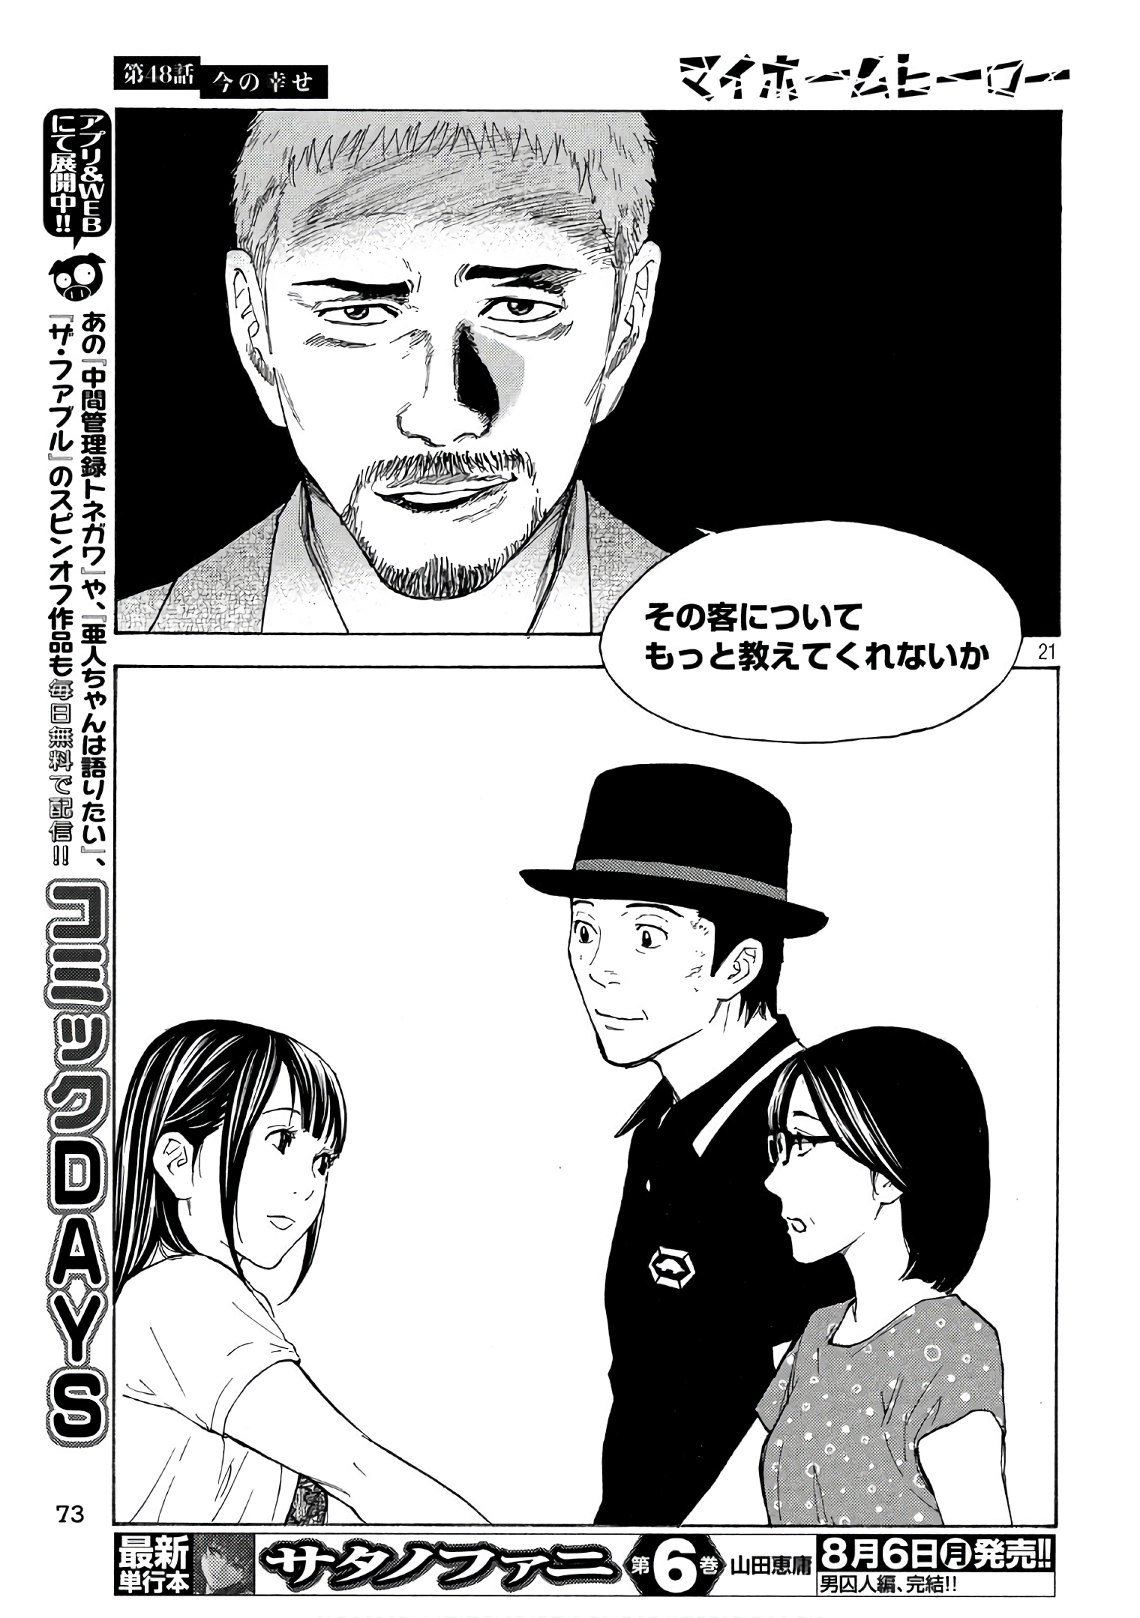 第48話
今の幸せ
マイホームヒーロー
アプリ&WEB
にて展開中!!
あの『中間管理録トネガワ』や、『亜人ちゃんは語りたい』、
『ザ・ファブル』のスピンオフ作品も毎日無料で配信!!
コミックDAYS
その客について
もっと教えてくれないか
21
73
最新
単行本
サタノファニ
第6巻
山田恵庸
8月6日(月)発売!!
男囚人編、完結!!